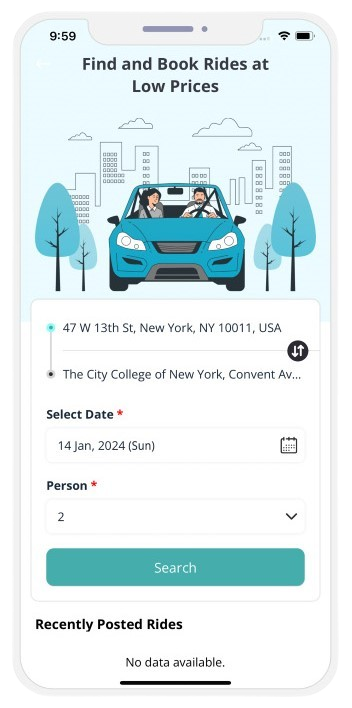 9:59
Find and Book Rides at
Low Prices
47 W 13th St, New York, NY 10011, USA
The City College of New York, Convent Av...
Select Date *
14 Jan, 2024 (Sun)
Person *
2
Search
Recently Posted Rides
No data available.